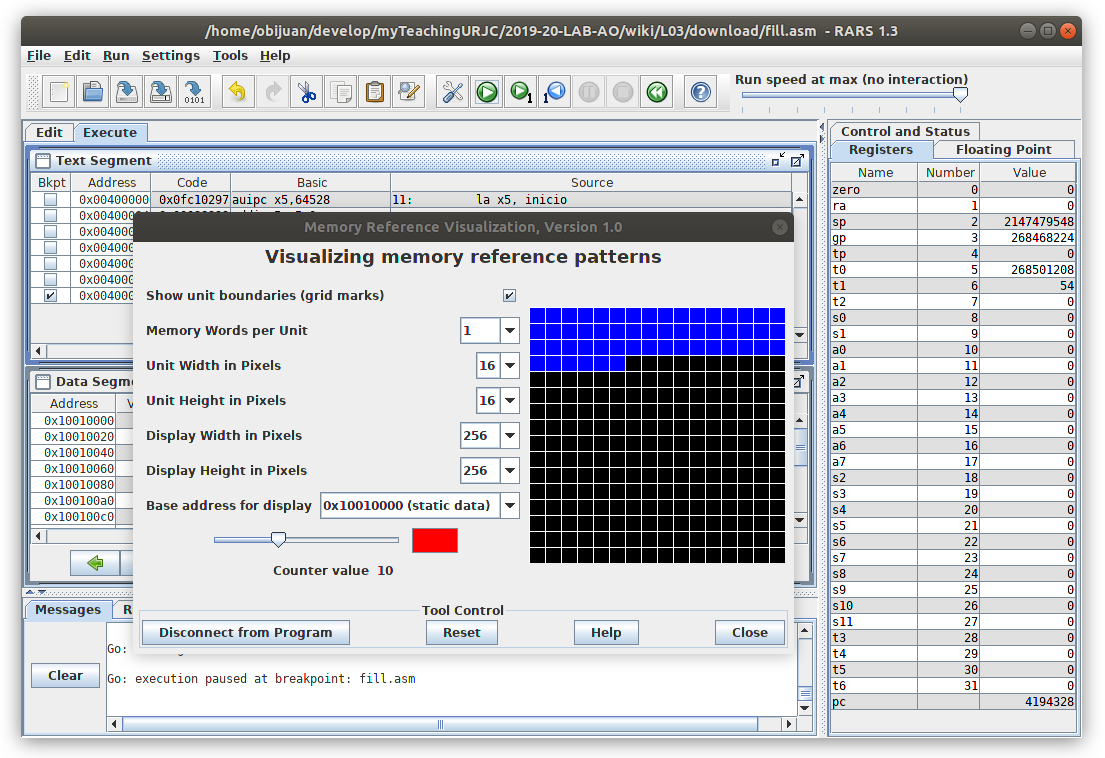 /home/obijuan/develop/myTeachingURJC/2019-20-LAB-AO/wiki/L03/download/fill.asm - RARS 1.3
File Edit Run Settings Tools Help
Run speed at max (no interaction)
0101
1
1
Edit Execute
Text Segment
Bkpt Address Code Basic Source
0x00400000 0x0fc10297 auipc x5,64528 11: la x5, inicio
0x004000
0x004000
0x004000
0x004000
0x004000
Memory Reference Visualization, Version 1.0
Visualizing memory reference patterns
Show unit boundaries (grid marks)
Memory Words per Unit 1
Unit Width in Pixels 16
Unit Height in Pixels 16
Display Width in Pixels 256
Display Height in Pixels 256
Base address for display 0x10010000 (static data)
Counter value 10
Tool Control
Disconnect from Program Reset Help Close
Data Segm
Address V
0x10010000
0x10010020
0x10010040
0x10010060
0x10010080
0x100100a0
0x100100c0
Messages R
Clear
Go:
Go: execution paused at breakpoint: fill.asm
Control and Status
Registers Floating Point
Name Number Value
zero 0 0
ra 1 0
sp 2 2147479548
gp 3 268468224
tp 4 0
t0 5 268501208
t1 6 54
t2 7 0
s0 8 0
s1 9 0
a0 10 0
a1 11 0
a2 12 0
a3 13 0
a4 14 0
a5 15 0
a6 16 0
a7 17 0
s2 18 0
s3 19 0
s4 20 0
s5 21 0
s6 22 0
s7 23 0
s8 24 0
s9 25 0
s10 26 0
s11 27 0
t3 28 0
t4 29 0
t5 30 0
t6 31 0
pc 4194328